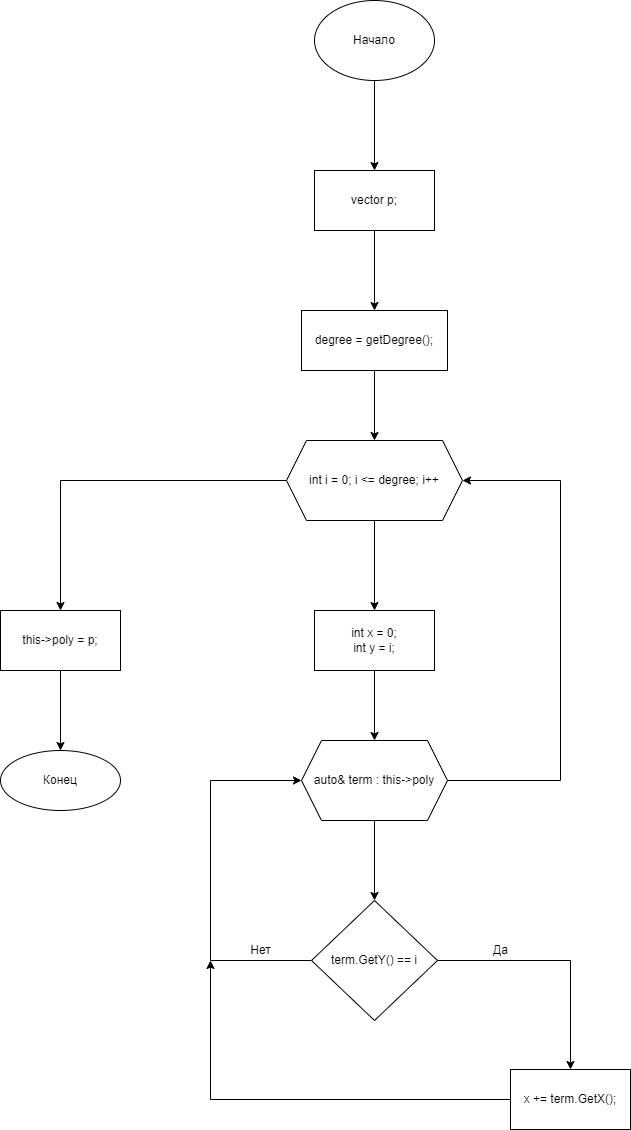 Начало
vector p;
degree = getDegree();
int i = 0; i <= degree; i++
this->poly = p;
int x = 0;
int y = i;
Конец
auto& term : this->poly
Нет
term.GetY() == i
Да
x += term.GetX();